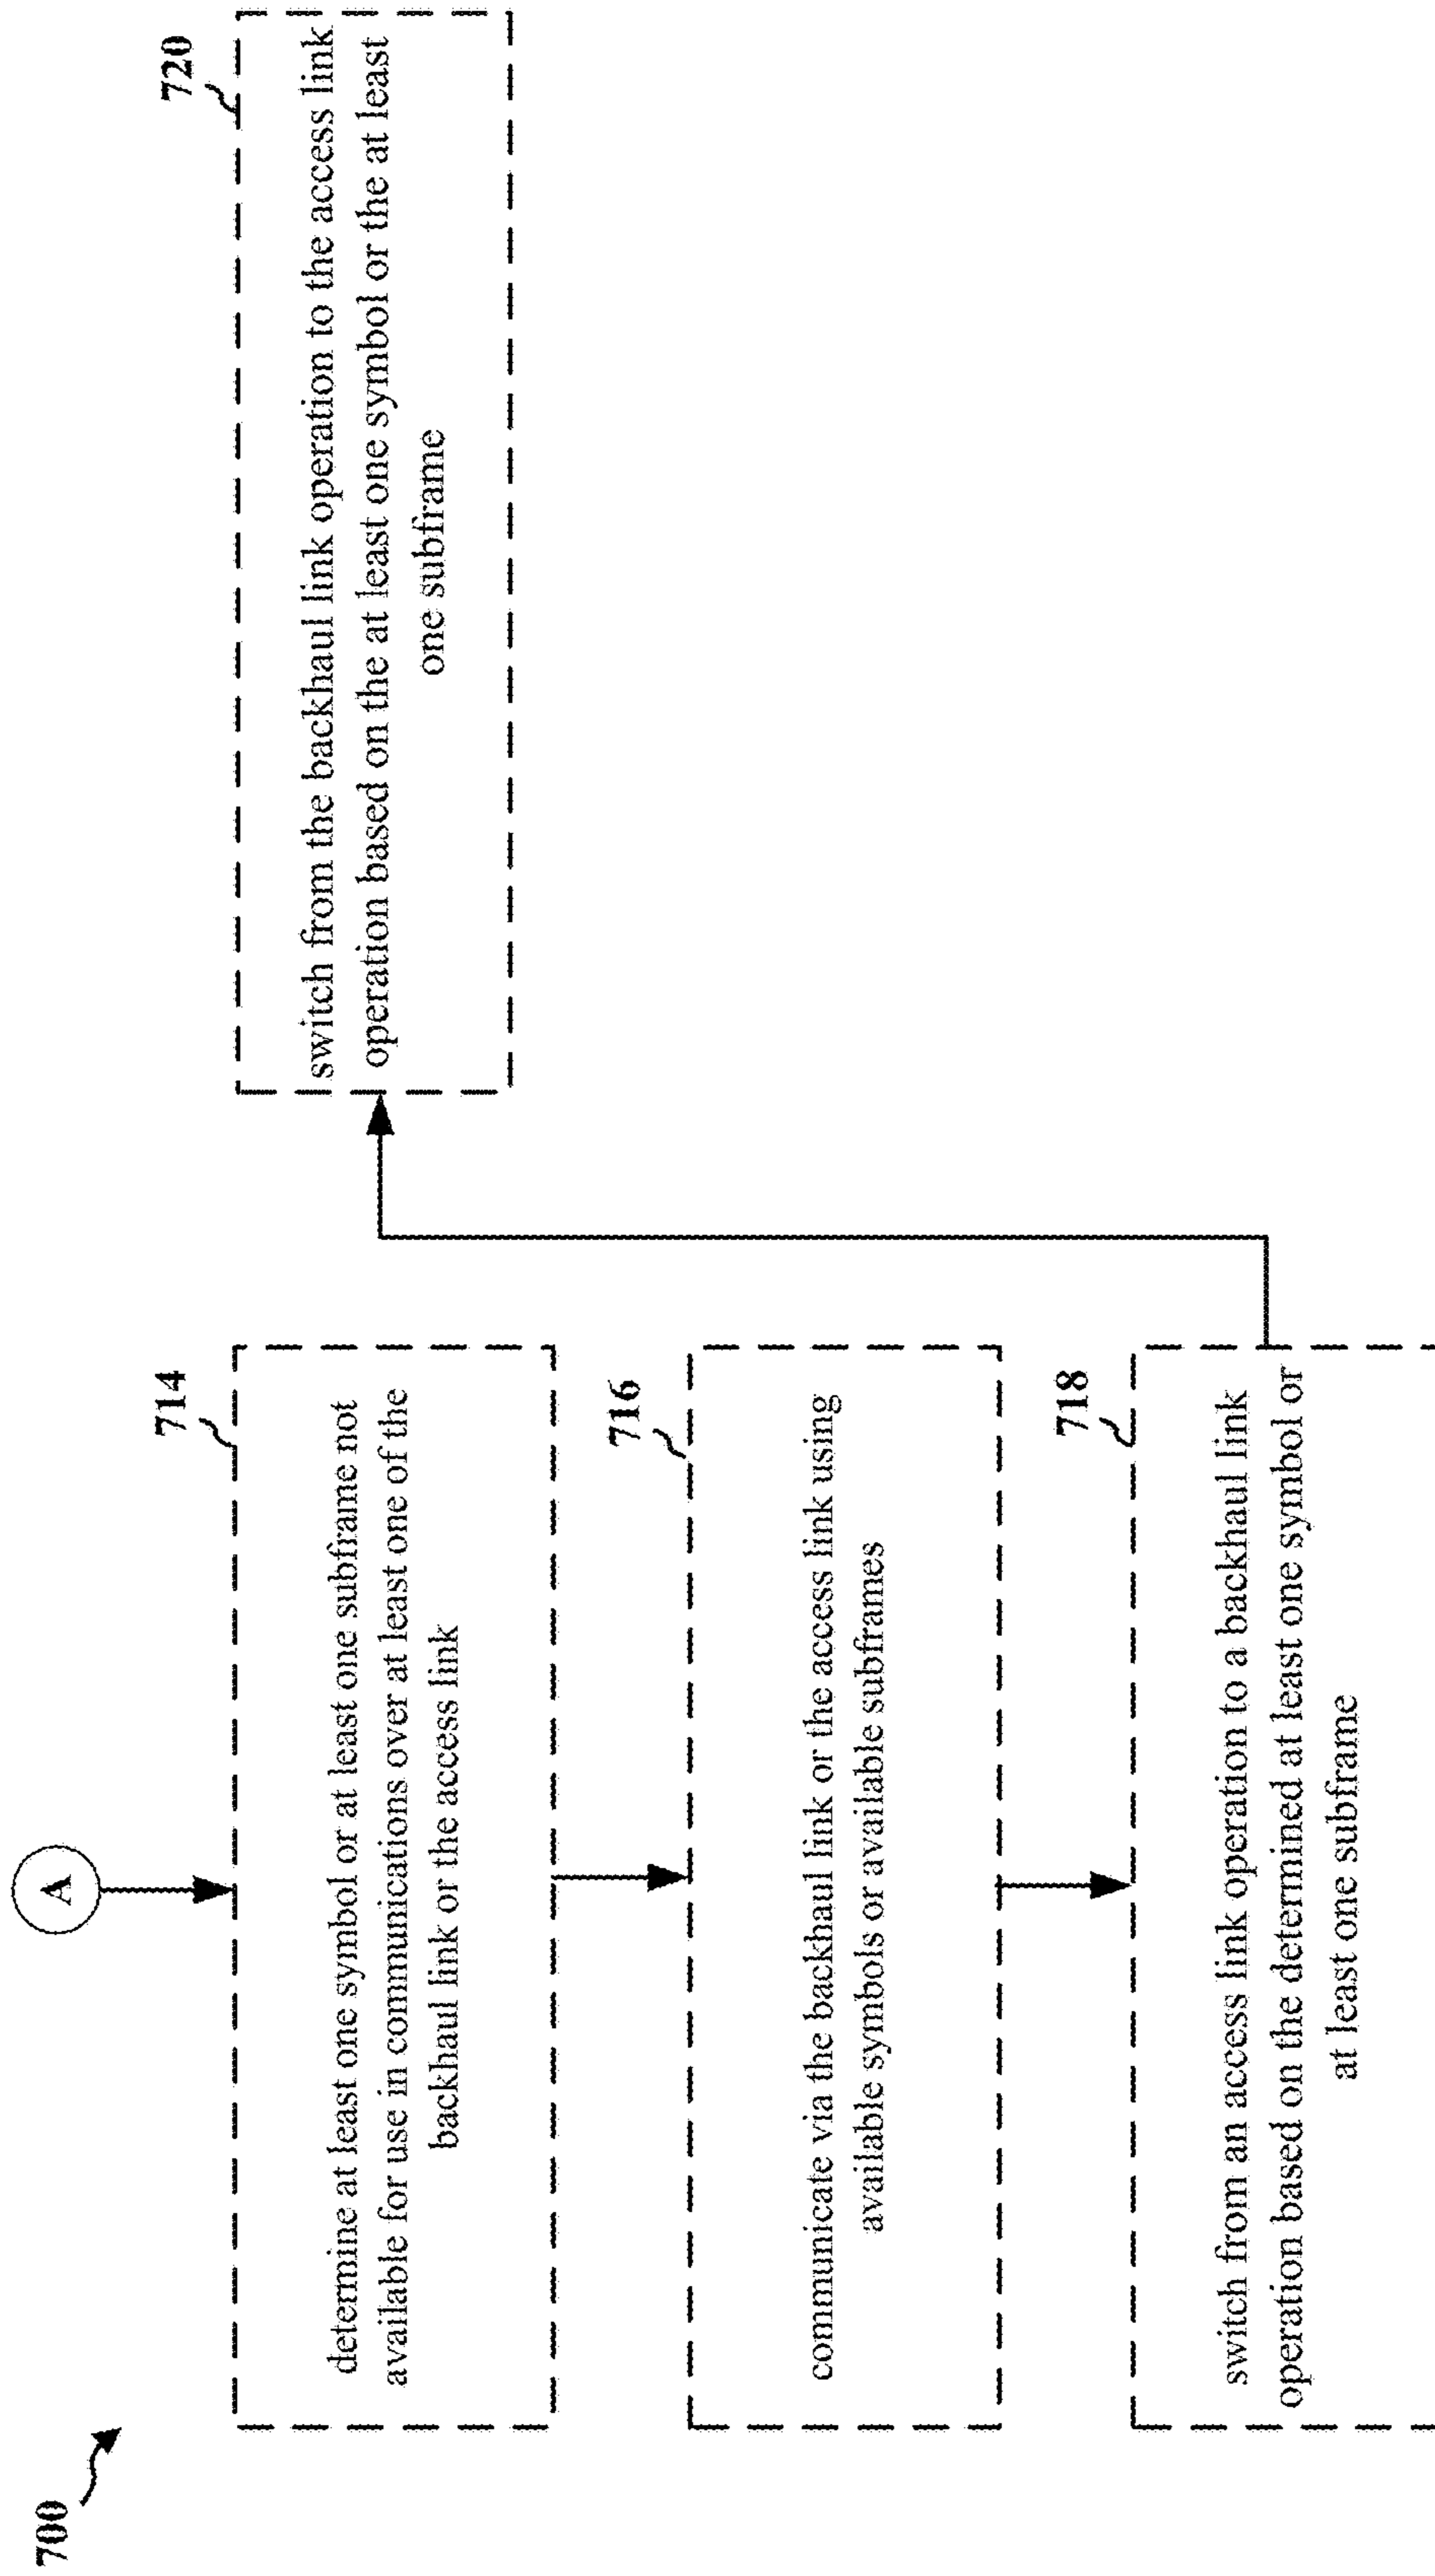 700
A
714
determine at least one symbol or at least one subframe not
available for use in communications over at least one of the
backhaul link or the access link
716
communicate via the backhaul link or the access link using
available symbols or available subframes
718
switch from an access link operation to a backhaul link
operation based on the determined at least one symbol or
at least one subframe
720
switch from the backhaul link operation to the access link
operation based on the at least one symbol or the at least
one subframe